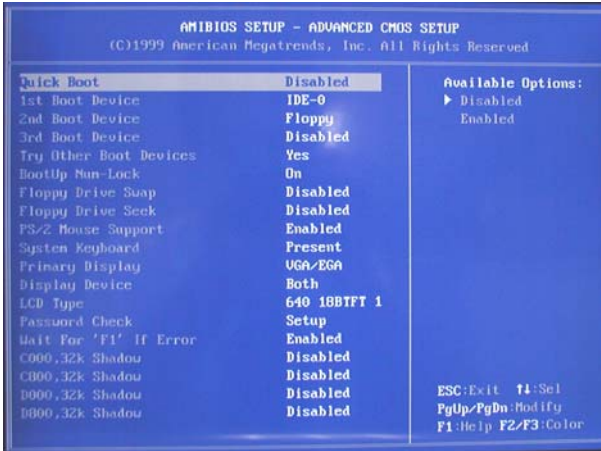 AMIBIOS SETUP - ADVANCED CMOS SETUP
(C)1999 American Megatrends, Inc. All Rights Reserved
Quick Boot Disabled
1st Boot Device IDE-0
2nd Boot Device Floppy
3rd Boot Device Disabled
Try Other Boot Devices Yes
BootUp Num-Lock On
Floppy Drive Swap Disabled
Floppy Drive Seek Disabled
PS/2 Mouse Support Enabled
System Keyboard Present
Primary Display VGA/EGA
Display Device Both
LCD Type 640 18BTFT 1
Password Check Setup
Wait For 'F1' If Error Enabled
C000,32k Shadow Disabled
C800,32k Shadow Disabled
D000,32k Shadow Disabled
D800,32k Shadow Disabled
Available Options:
▶ Disabled
Enabled
ESC:Exit ↑↓:Sel
PgUp/PgDn:Modify
F1:Help F2/F3:Color